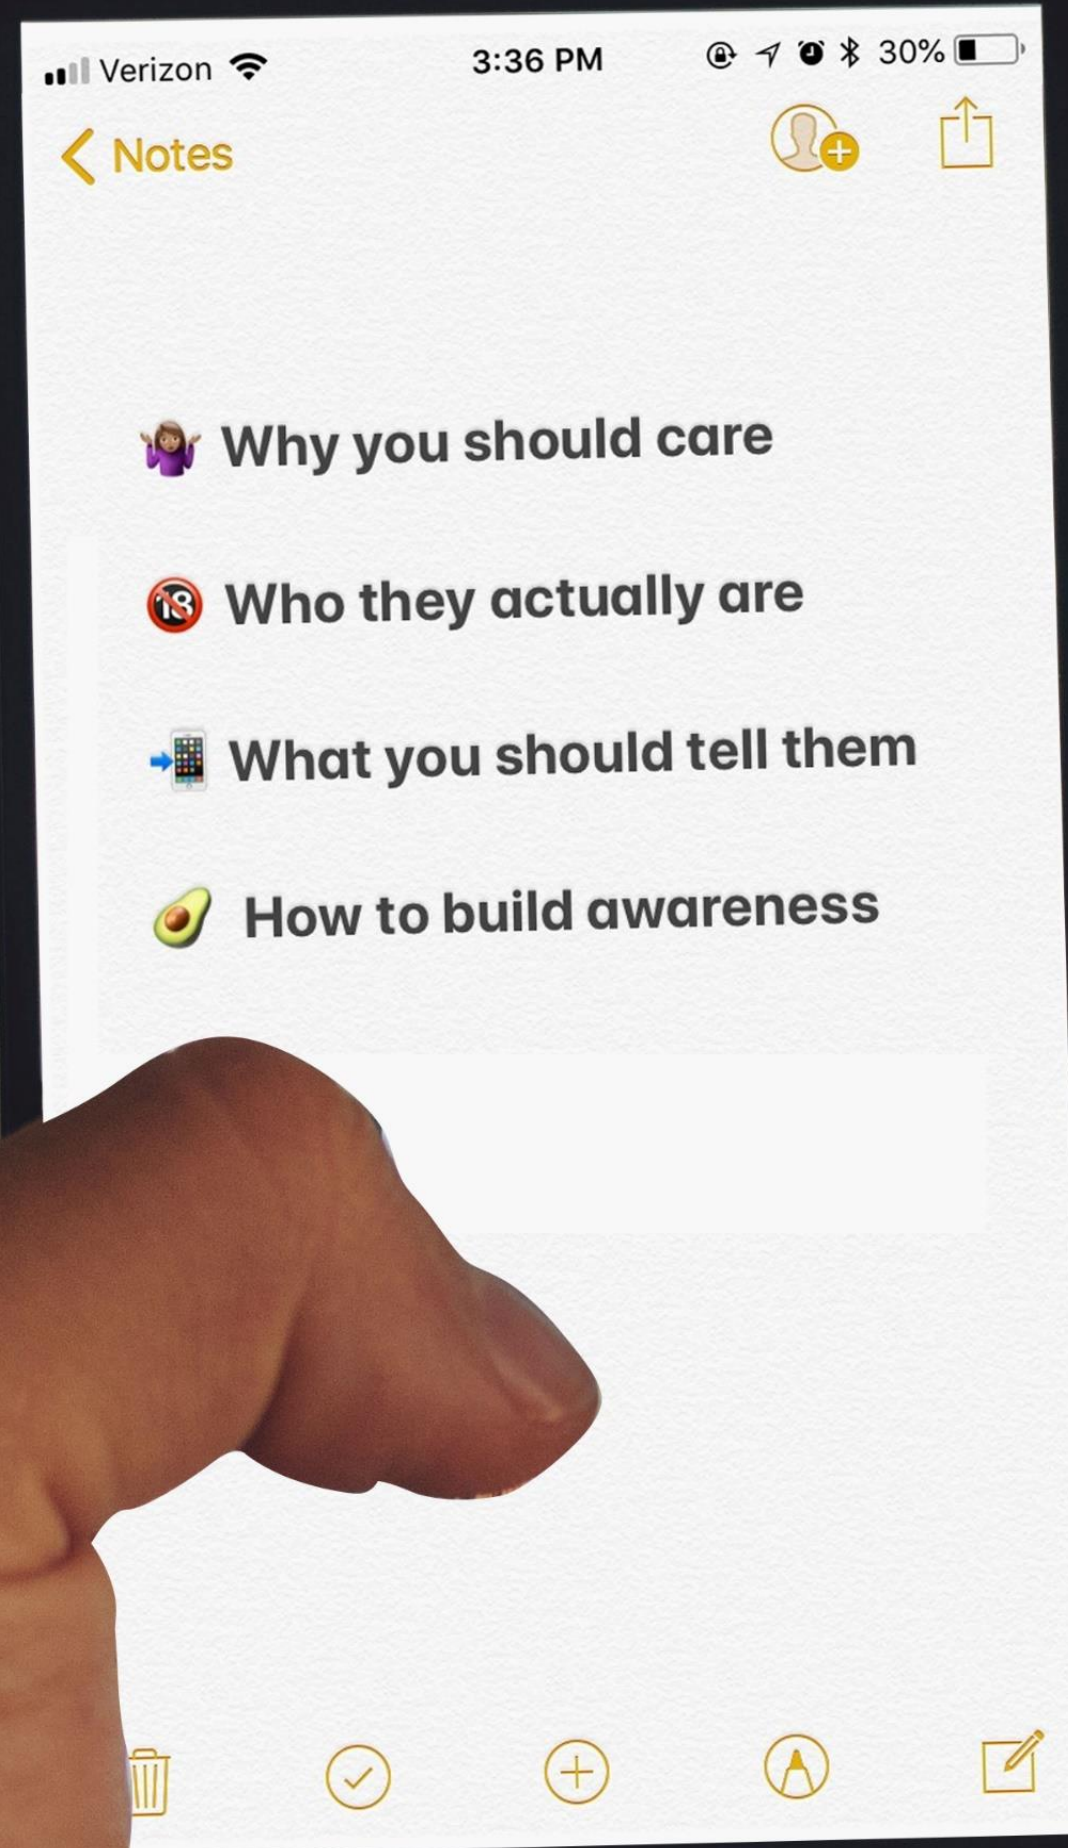 Verizon 3:36 PM 30%
Notes
Why you should care
🔞 Who they actually are
What you should tell them
How to build awareness